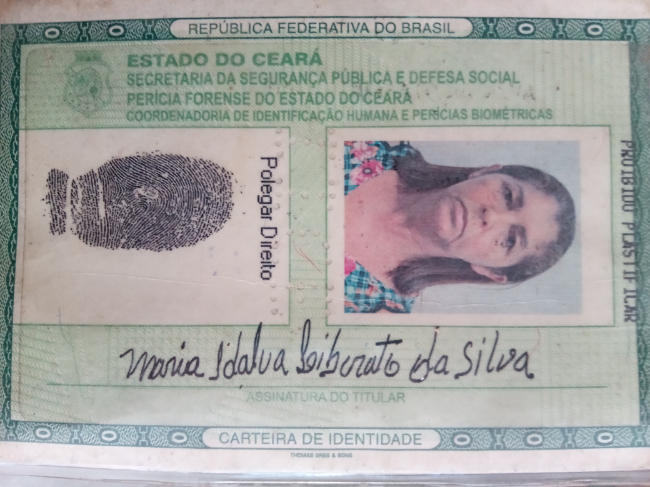 REPÚBLICA FEDERATIVA DO BRASIL
ESTADO DO CEARÁ
SECRETARIA DA SEGURANÇA PÚBLICA E DEFESA SOCIAL
PERÍCIA FORENSE DO ESTADO DO CEARÁ
COORDENADORIA DE IDENTIFICAÇÃO HUMANA E PERÍCIAS BIOMÉTRICAS
Polegar Direito
PROIBIDO PLASTIFICAR
Maria Idalva Liberato da Silva
ASSINATURA DO TITULAR
CARTEIRA DE IDENTIDADE
THOMAS GREG & SONS